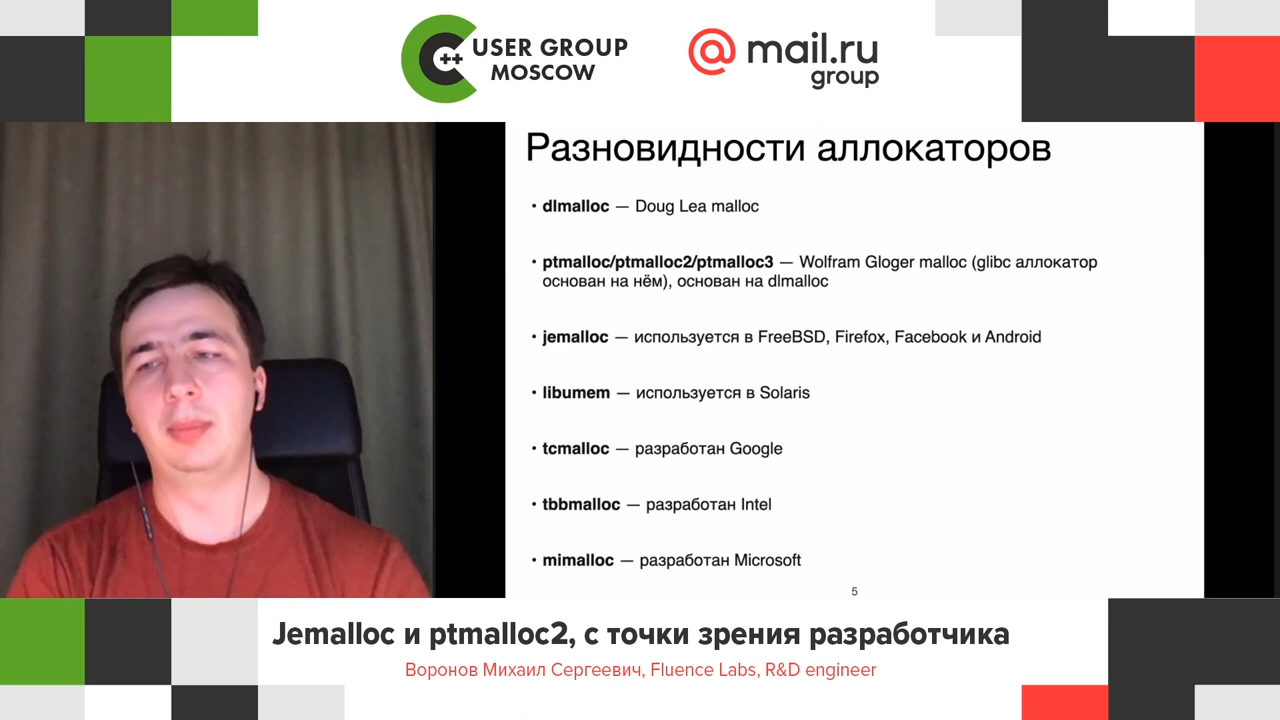 C++ USER GROUP
MOSCOW
@mail.ru
group
Разновидности аллокаторов
• dlmalloc — Doug Lea malloc
• ptmalloc/ptmalloc2/ptmalloc3 — Wolfram Gloger malloc (glibc аллокатор
основан на нём), основан на dlmalloc
• jemalloc — используется в FreeBSD, Firefox, Facebook и Android
• libumem — используется в Solaris
• tcmalloc — разработан Google
• tbbmalloc — разработан Intel
• mimalloc — разработан Microsoft
5
Jemalloc и ptmalloc2, с точки зрения разработчика
Воронов Михаил Сергеевич, Fluence Labs, R&D engineer